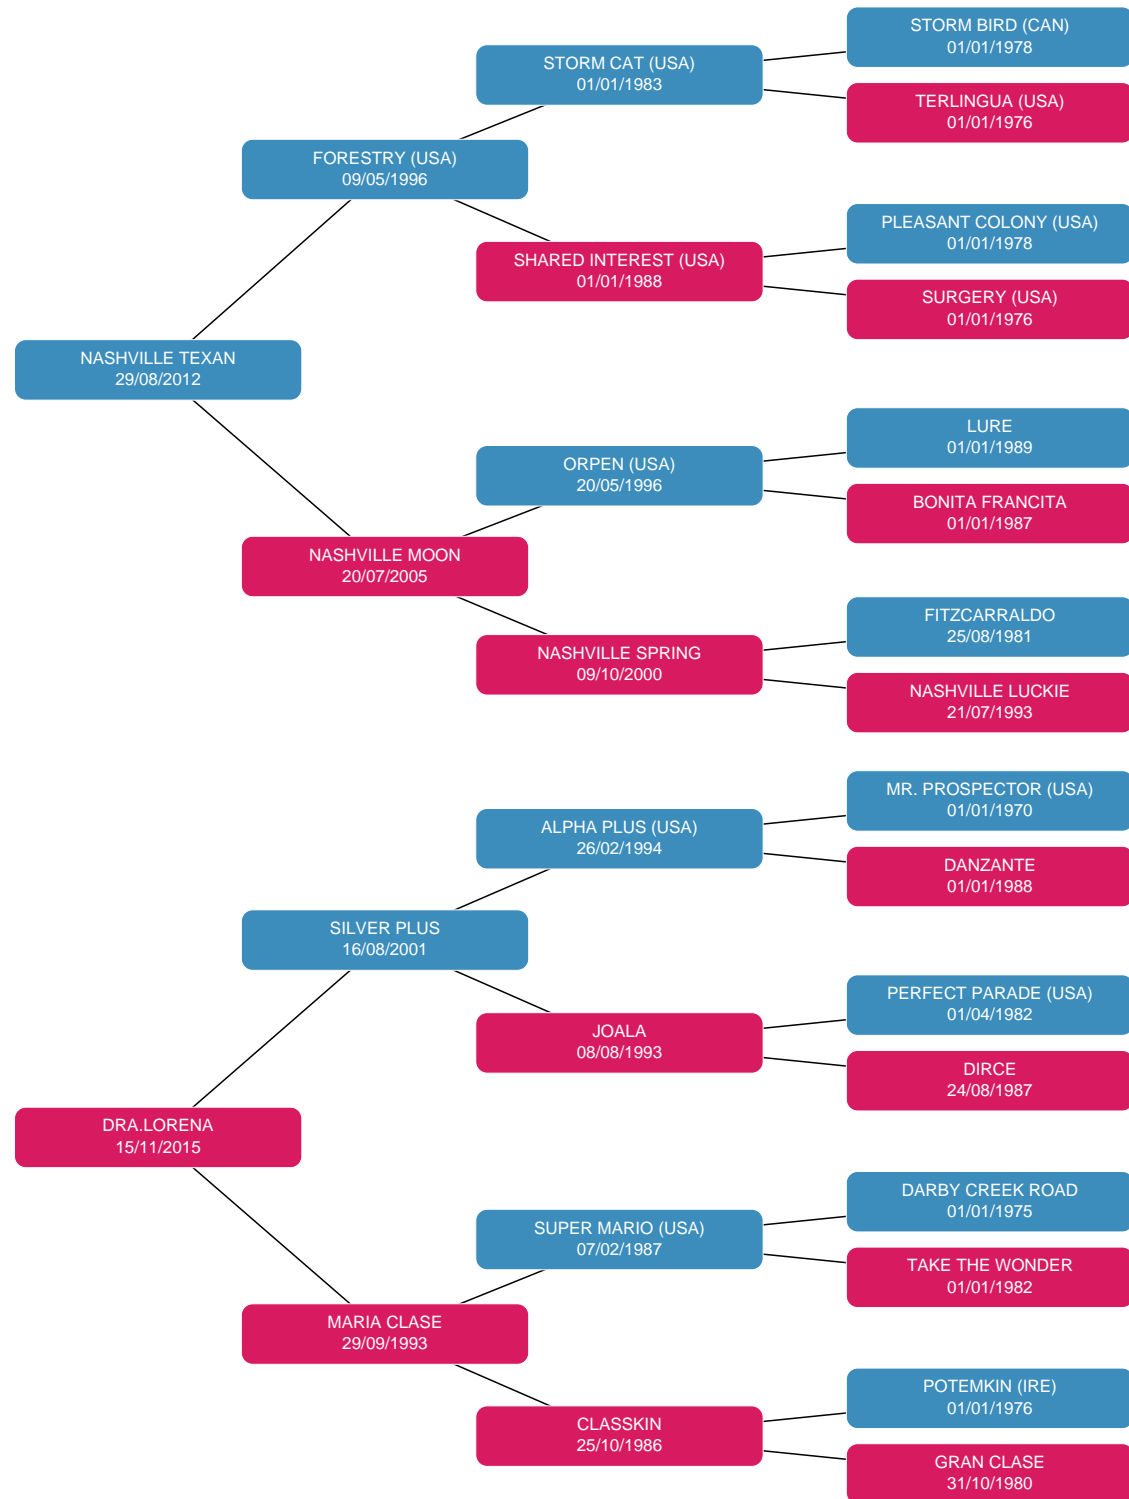 STORM BIRD (CAN)
01/01/1978
STORM CAT (USA)
01/01/1983
TERLINGUA (USA)
01/01/1976
FORESTRY (USA)
09/05/1996
PLEASANT COLONY (USA)
01/01/1978
SHARED INTEREST (USA)
01/01/1988
SURGERY (USA)
01/01/1976
NASHVILLE TEXAN
29/08/2012
LURE
01/01/1989
ORPEN (USA)
20/05/1996
BONITA FRANCITA
01/01/1987
NASHVILLE MOON
20/07/2005
FITZCARRALDO
25/08/1981
NASHVILLE SPRING
09/10/2000
NASHVILLE LUCKIE
21/07/1993
MR. PROSPECTOR (USA)
01/01/1970
ALPHA PLUS (USA)
26/02/1994
DANZANTE
01/01/1988
SILVER PLUS
16/08/2001
PERFECT PARADE (USA)
01/04/1982
JOALA
08/08/1993
DIRCE
24/08/1987
DRA.LORENA
15/11/2015
DARBY CREEK ROAD
01/01/1975
SUPER MARIO (USA)
07/02/1987
TAKE THE WONDER
01/01/1982
MARIA CLASE
29/09/1993
POTEMKIN (IRE)
01/01/1976
CLASSKIN
25/10/1986
GRAN CLASE
31/10/1980